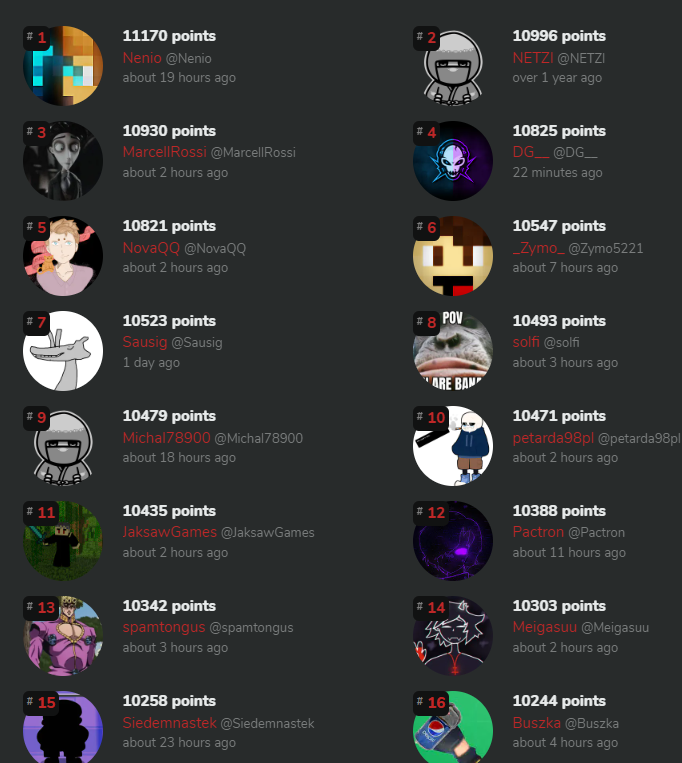 # 1
11170 points
Nenio @Nenio
about 19 hours ago
# 2
10996 points
NETZI @NETZI
over 1 year ago
# 3
10930 points
MarcellRossi @MarcellRossi
about 2 hours ago
# 4
10825 points
DG__ @DG__
22 minutes ago
# 5
10821 points
NovaQQ @NovaQQ
about 2 hours ago
# 6
10547 points
_Zymo_ @Zymo5221
about 7 hours ago
# 7
10523 points
Sausig @Sausig
1 day ago
# 8
POV
ARE BANA
10493 points
solfi @solfi
about 3 hours ago
# 9
10479 points
Michal78900 @Michal78900
about 18 hours ago
# 10
10471 points
petarda98pl @petarda98pl
about 2 hours ago
# 11
10435 points
JaksawGames @JaksawGames
about 2 hours ago
# 12
10388 points
Pactron @Pactron
about 11 hours ago
# 13
10342 points
spamtongus @spamtongus
about 3 hours ago
# 14
10303 points
Meigasuu @Meigasuu
about 2 hours ago
# 15
10258 points
Siedemnastek @Siedemnastek
about 23 hours ago
# 16
pepsi
10244 points
Buszka @Buszka
about 4 hours ago